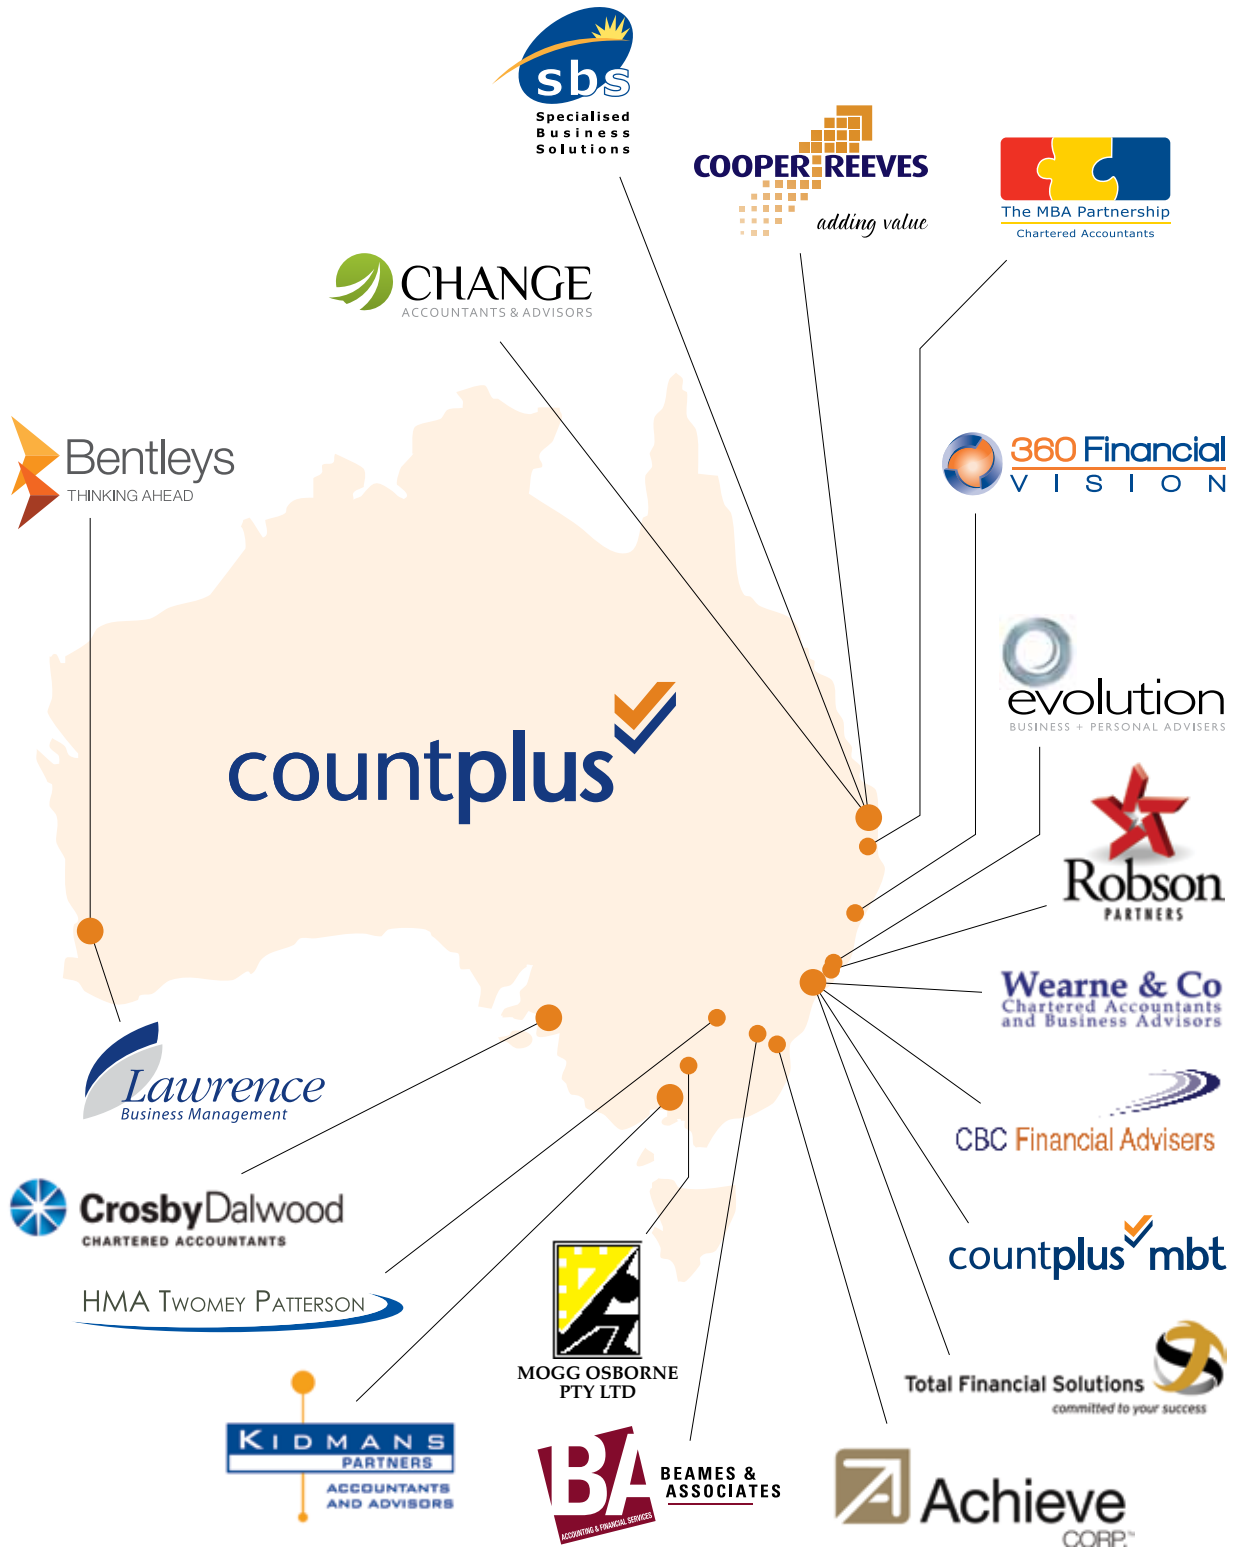 sbs
Specialised
Business
Solutions
COOPER REEVES
adding value
The MBA Partnership
Chartered Accountants
CHANGE
ACCOUNTANTS & ADVISORS
Bentleys
THINKING AHEAD
360 Financial
VISION
evolution
BUSINESS + PERSONAL ADVISERS
countplus
Robson
PARTNERS
Wearne & Co
Chartered Accountants
and Business Advisors
Lawrence
Business Management
CBC Financial Advisers
CrosbyDalwood
CHARTERED ACCOUNTANTS
countplus mbt
HMA TWOMEY PATTERSON
MOGG OSBORNE
PTY LTD
Total Financial Solutions
committed to your success
KIDMANS
PARTNERS
ACCOUNTANTS
AND ADVISORS
BA
ACCOUNTING & FINANCIAL SERVICES
BEAMES &
ASSOCIATES
Achieve
CORP.™